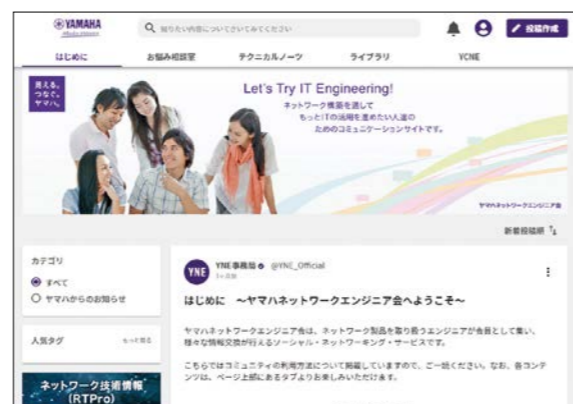 YAMAHA
知りたい内容についてきいてみてください
投稿作成
はじめに
お悩み相談室
テクニカルノーツ
ライブラリ
YCNE
見える。
つなぐ。
ヤマハ。
Let's Try IT Engineering!
ネットワーク構築を通して
もっとITの活用を進めたい人達の
ためのコミュニケーションサイトです。
ヤマハネットワークエンジニア会
新着投稿順
カテゴリ
すべて
ヤマハからのお知らせ
人気タグ
もっと見る
ネットワーク技術情報
(RTPro)
YNE
YNE事務局 @YNE_Official
はじめに ～ヤマハネットワークエンジニア会へようこそ～
ヤマハネットワークエンジニア会は、ネットワーク製品を取り扱うエンジニアが会員として集い、
様々な情報交換が行えるソーシャル・ネットワーキング・サービスです。
こちらではコミュニティの利用方法について掲載していますので、ご一読ください。なお、各コンテ
ンツは、ページ上部にあるタブよりお楽しみいただけます。